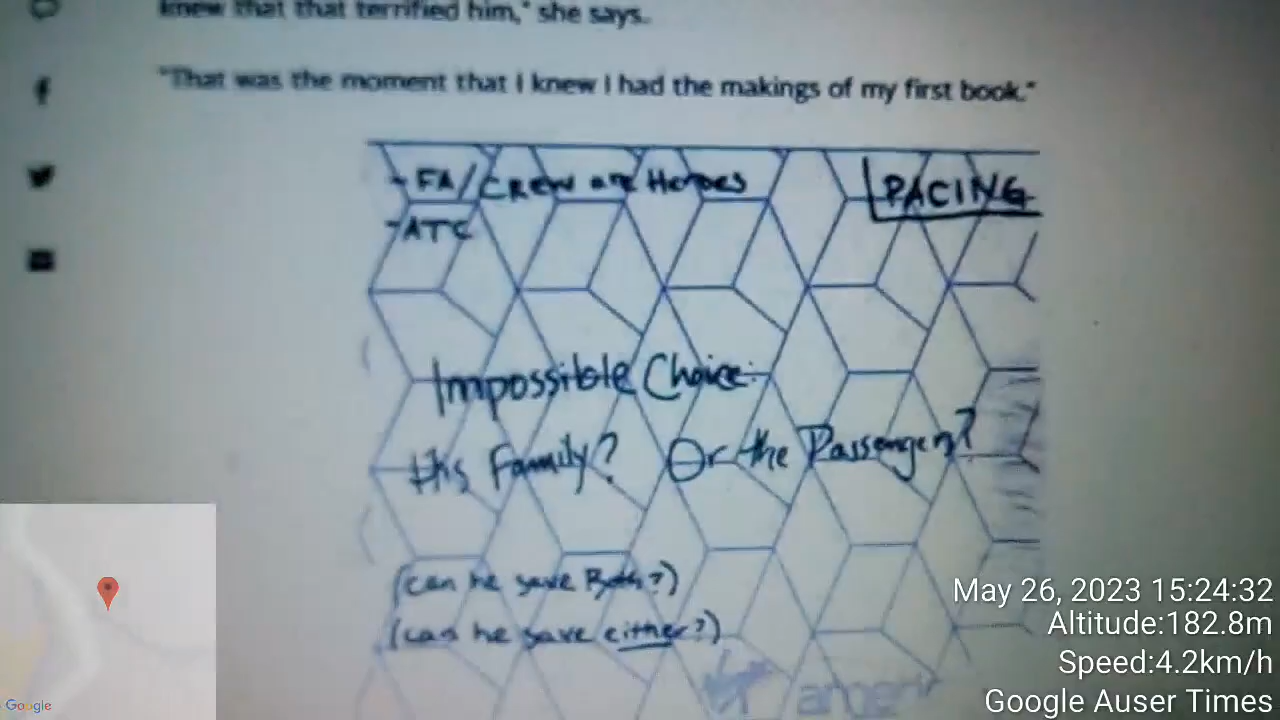 knew that that terrified him," she says.
"That was the moment that I knew I had the makings of my first book."
- FA/CREW are Heroes
PACING
- ATC
Impossible Choice:
His Family? Or the Passengers?
(can he save Both?)
(can he save either?)
May 26, 2023 15:24:32
Altitude:182.8m
Speed:4.2km/h
Google Auser Times
Google